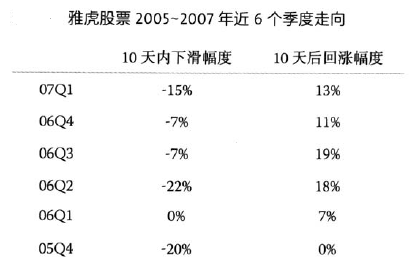 雅虎股票 2005~2007 年近 6 个季度走向
10 天内下滑幅度 10 天后回涨幅度
07Q1 -15% 13%
06Q4 -7% 11%
06Q3 -7% 19%
06Q2 -22% 18%
06Q1 0% 7%
05Q4 -20% 0%